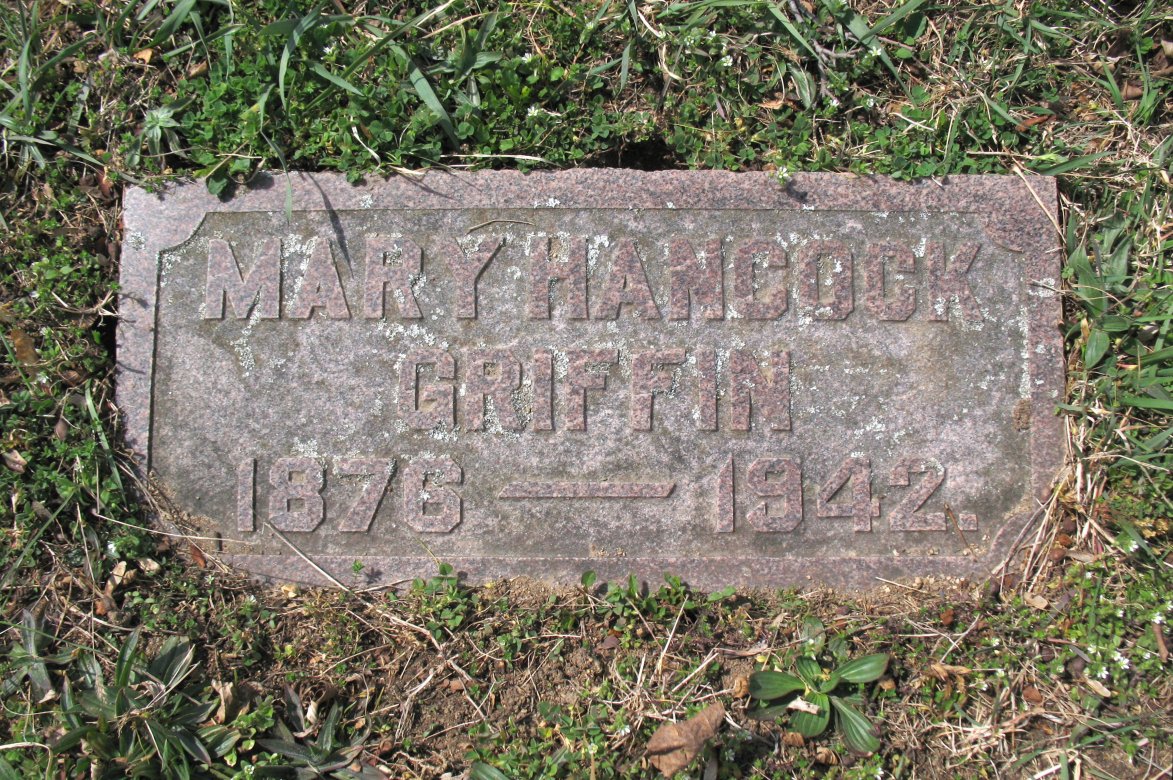 MARY HANCOCK
GRIFFIN
1876 — 1942.